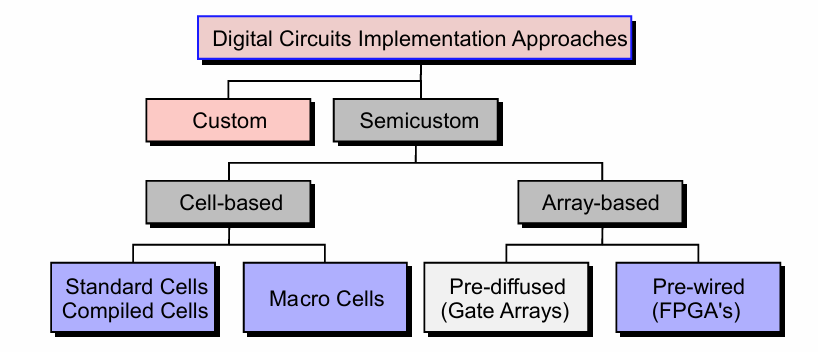 Digital Circuits Implementation Approaches
Custom
Semicustom
Cell-based
Array-based
Standard Cells
Compiled Cells
Macro Cells
Pre-diffused
(Gate Arrays)
Pre-wired
(FPGA's)